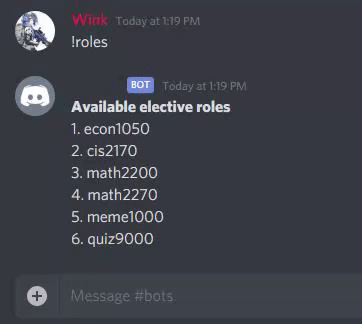 Wink Today at 1:19 PM
!roles
BOT Today at 1:19 PM
Available elective roles
1. econ1050
2. cis2170
3. math2200
4. math2270
5. meme1000
6. quiz9000
Message #bots